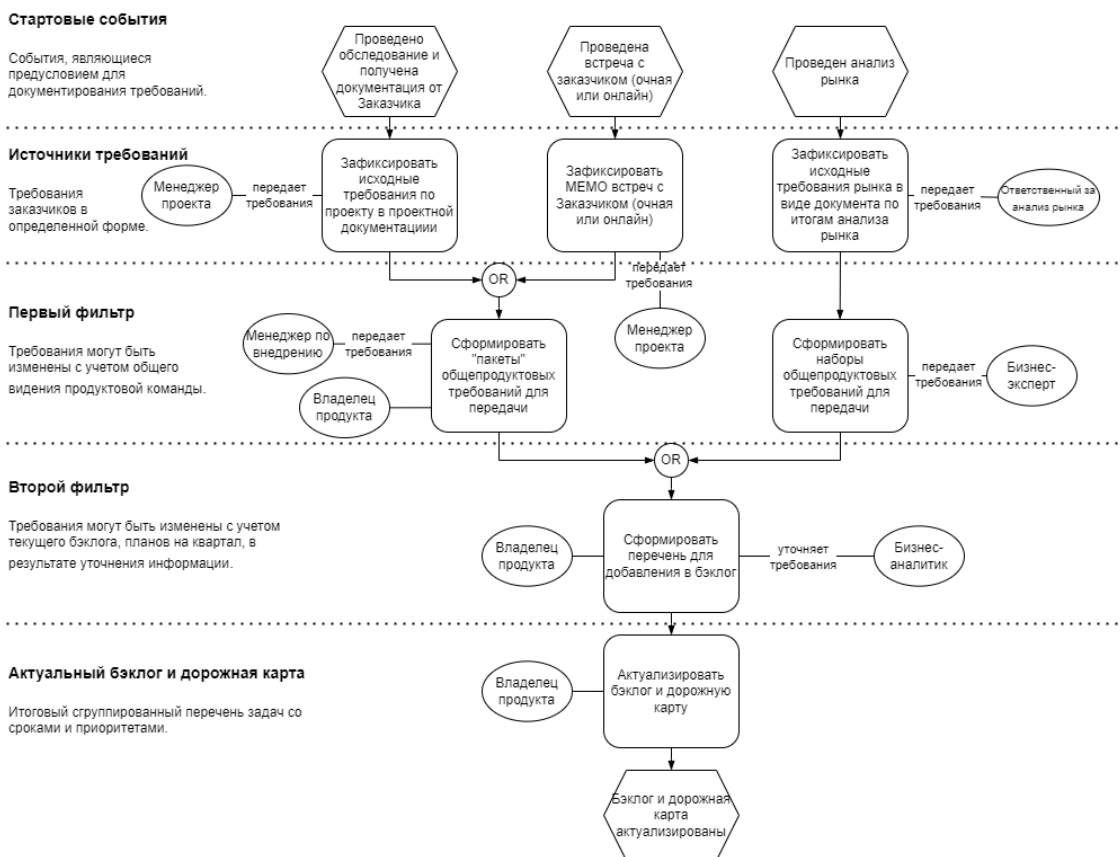 Стартовые события
События, являющиеся
предусловием для
документирования требований.
Проведено
обследование и
получена
документация от
Заказчика
Проведена
встреча с
заказчиком (очная
или онлайн)
Проведен анализ
рынка
Источники требований
Требования
заказчиков в
определенной форме.
Менеджер
проекта
передает
требования
Зафиксировать
исходные
требования по
проекту в проектной
документациии
Зафиксировать
МЕМО встреч с
Заказчиком (очная
или онлайн)
Зафиксировать
исходные
требования рынка в
виде документа по
итогам анализа
рынка
передает
требования
Ответственный за
анализ рынка
OR
передает
требования
Менеджер
проекта
Первый фильтр
Требования могут быть
изменены с учетом общего
видения продуктовой команды.
Менеджер по
внедрению
передает
требования
Владелец
продукта
Сформировать
"пакеты"
общепродуктовых
требований для
передачи
Сформировать
наборы
общепродуктовых
требований для
передачи
передает
требования
Бизнес-
эксперт
OR
Второй фильтр
Требования могут быть изменены с учетом
текущего бэклога, планов на квартал, в
результате уточнения информации.
Владелец
продукта
Сформировать
перечень для
добавления в бэклог
уточняет
требования
Бизнес-
аналитик
Актуальный бэклог и дорожная карта
Итоговый сгруппированный перечень задач со
сроками и приоритетами.
Владелец
продукта
Актуализировать
бэклог и дорожную
карту
Бэклог и дорожная
карта
актуализированы